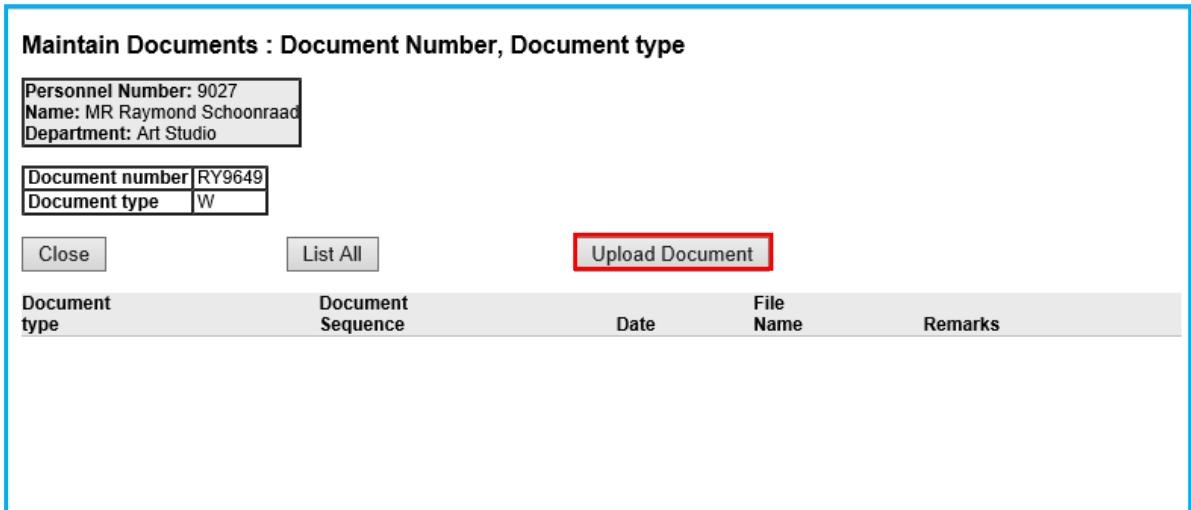 Maintain Documents : Document Number, Document type
Personnel Number: 9027
Name: MR Raymond Schoonraad
Department: Art Studio
Document number RY9649
Document type W
Close List All Upload Document
Document Document File
type Sequence Date Name Remarks